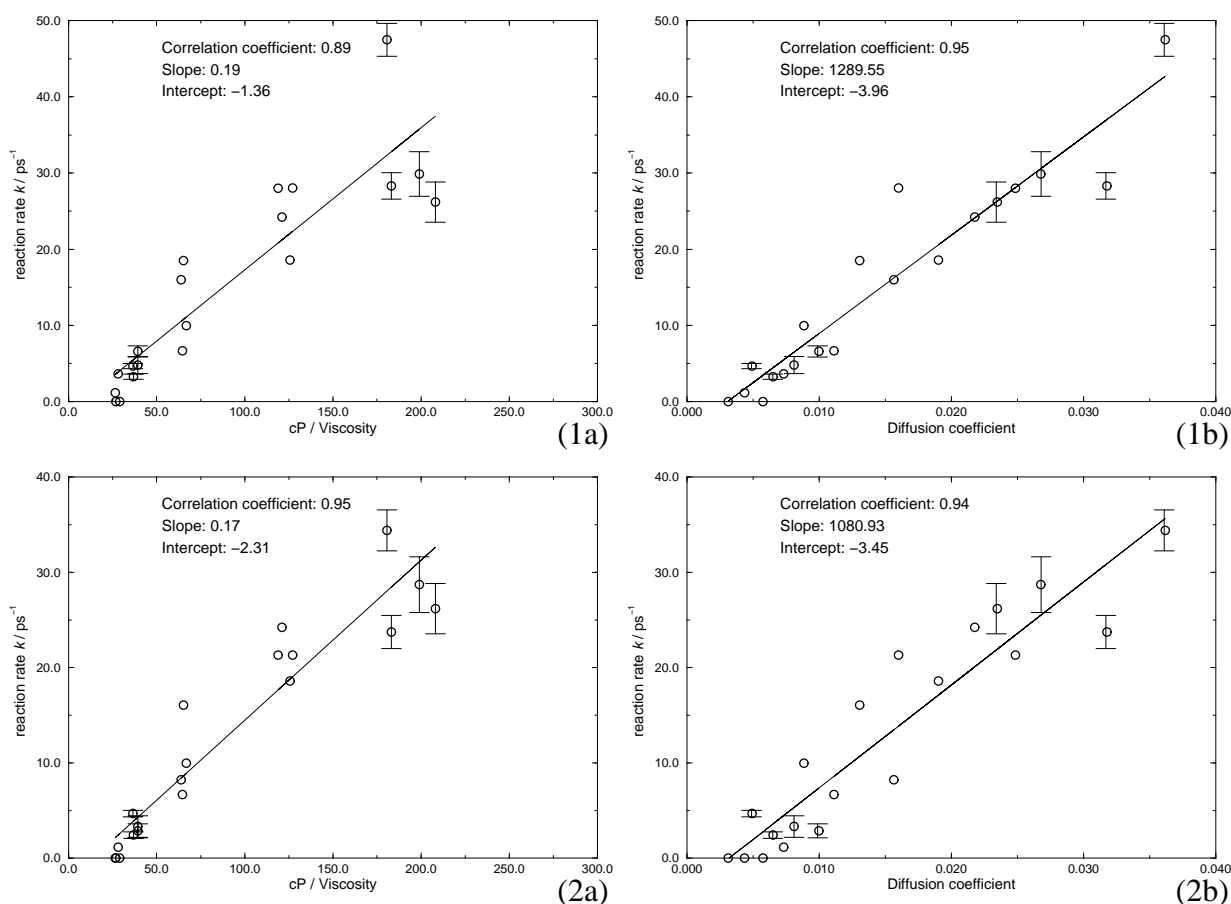 50.0
40.0
30.0
20.0
10.0
0.0
reaction rate k / ps⁻¹
Correlation coefficient: 0.89
Slope: 0.19
Intercept: −1.36
0.0 50.0 100.0 150.0 200.0 250.0 300.0
cP / Viscosity
(1a)
50.0
40.0
30.0
20.0
10.0
0.0
reaction rate k / ps⁻¹
Correlation coefficient: 0.95
Slope: 1289.55
Intercept: −3.96
0.000 0.010 0.020 0.030 0.040
Diffusion coefficient
(1b)
40.0
30.0
20.0
10.0
0.0
reaction rate k / ps⁻¹
Correlation coefficient: 0.95
Slope: 0.17
Intercept: −2.31
0.0 50.0 100.0 150.0 200.0 250.0 300.0
cP / Viscosity
(2a)
40.0
30.0
20.0
10.0
0.0
reaction rate k / ps⁻¹
Correlation coefficient: 0.94
Slope: 1080.93
Intercept: −3.45
0.000 0.010 0.020 0.030 0.040
Diffusion coefficient
(2b)